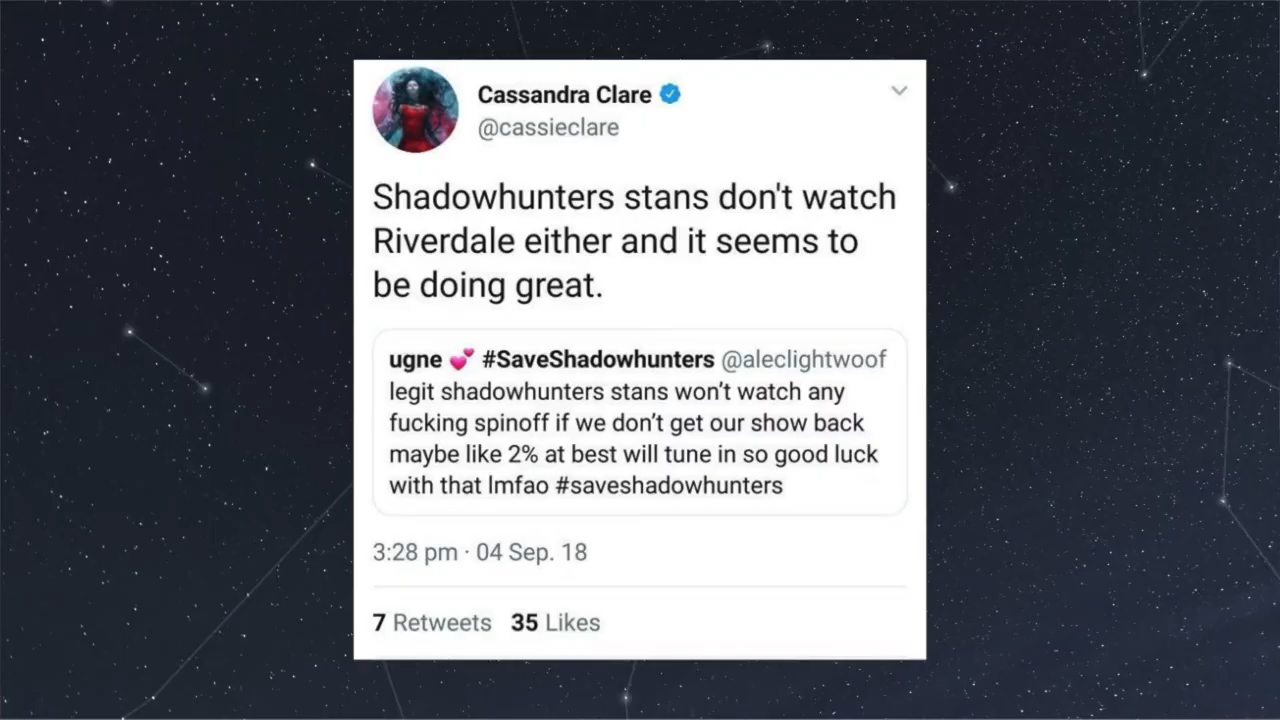 Cassandra Clare
@cassieclare
Shadowhunters stans don't watch
Riverdale either and it seems to
be doing great.
ugne 💕 #SaveShadowhunters @aleclightwoof
legit shadowhunters stans won’t watch any
fucking spinoff if we don’t get our show back
maybe like 2% at best will tune in so good luck
with that lmfao #saveshadowhunters
3:28 pm · 04 Sep. 18
7 Retweets 35 Likes